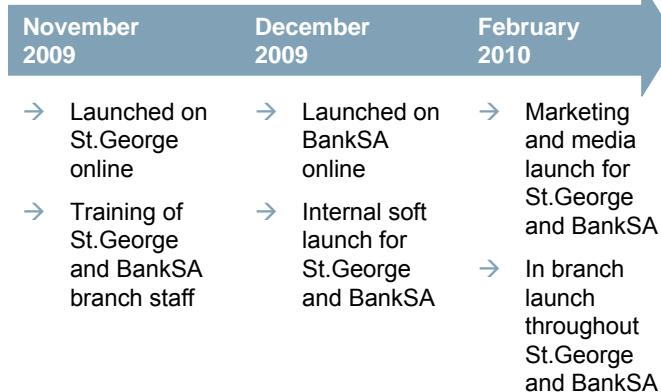 November
2009
→ Launched on
St.George
online
→ Training of
St.George
and BankSA
branch staff
December
2009
→ Launched on
BankSA
online
→ Internal soft
launch for
St.George
and BankSA
February
2010
→ Marketing
and media
launch for
St.George
and BankSA
→ In branch
launch
throughout
St.George
and BankSA